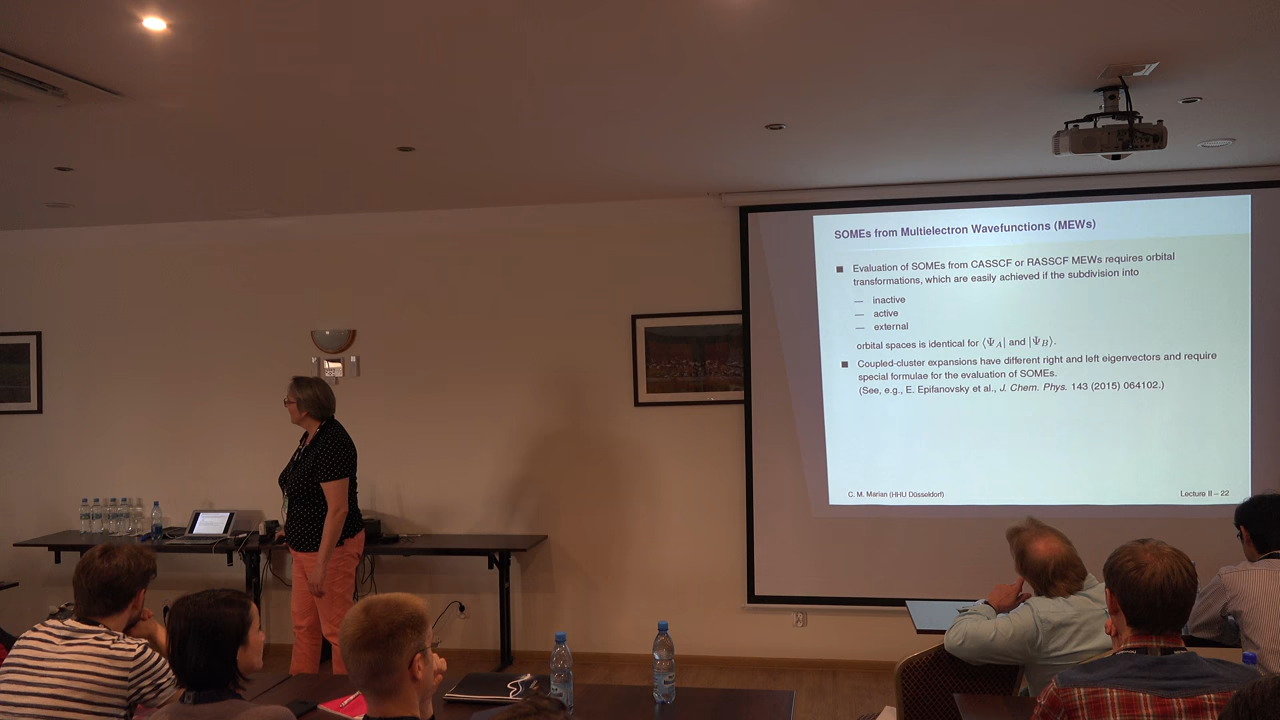 SOMEs from Multielectron Wavefunctions (MEWs)
■ Evaluation of SOMEs from CASSCF or RASSCF MEWs requires orbital
transformations, which are easily achieved if the subdivision into
— inactive
— active
— external
orbital spaces is identical for ⟨Ψ_A| and |Ψ_B⟩.
■ Coupled-cluster expansions have different right and left eigenvectors and require
special formulae for the evaluation of SOMEs.
(See, e.g., E. Epifanovsky et al., J. Chem. Phys. 143 (2015) 064102.)
C. M. Marian (HHU Düsseldorf)
Lecture II – 22